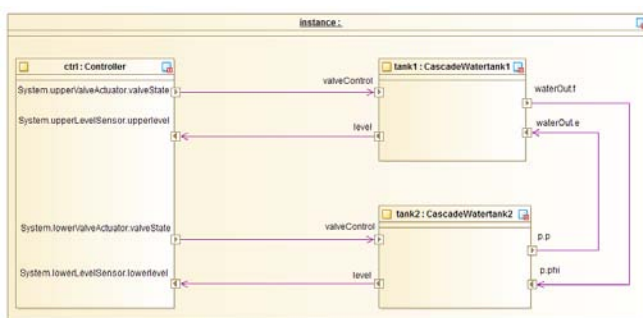 instance :
ctrl : Controller
tank1 : CascadeWatertank1
System.upperValveActuator.valveState
valveControl
waterOut.f
System.upperLevelSensor.upperlevel
level
waterOut.e
tank2 : CascadeWatertank2
System.lowerValveActuator.valveState
valveControl
p.p
System.lowerLevelSensor.lowerlevel
level
p.phi